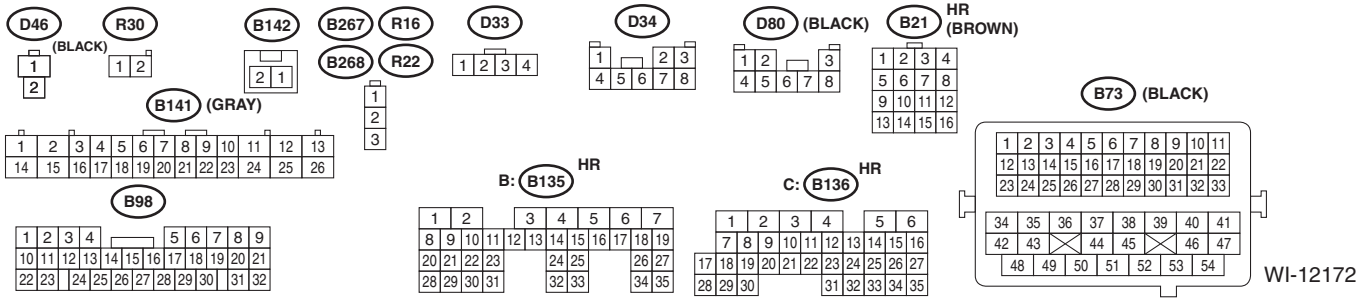 D46
(BLACK)
1
2
R30
1 2
B142
2 1
B267 R16
B268 R22
1
2
3
D33
1 2 3 4
D34
1 2 3
4 5 6 7 8
D80 (BLACK)
1 2 3
4 5 6 7 8
B21 HR
(BROWN)
1 2 3 4
5 6 7 8
9 10 11 12
13 14 15 16
B141 (GRAY)
1 2 3 4 5 6 7 8 9 10 11 12 13
14 15 16 17 18 19 20 21 22 23 24 25 26
B73 (BLACK)
1 2 3 4 5 6 7 8 9 10 11
12 13 14 15 16 17 18 19 20 21 22
23 24 25 26 27 28 29 30 31 32 33
34 35 36 37 38 39 40 41
42 43 44 45 46 47
48 49 50 51 52 53 54
B98
1 2 3 4 5 6 7 8 9
10 11 12 13 14 15 16 17 18 19 20 21
22 23 24 25 26 27 28 29 30 31 32
B: B135 HR
1 2 3 4 5 6 7
8 9 10 11 12 13 14 15 16 17 18 19
20 21 22 23 24 25 26 27
28 29 30 31 32 33 34 35
C: B136 HR
1 2 3 4 5 6
7 8 9 10 11 12 13 14 15 16
17 18 19 20 21 22 23 24 25 26 27
28 29 30 31 32 33 34 35
WI-12172